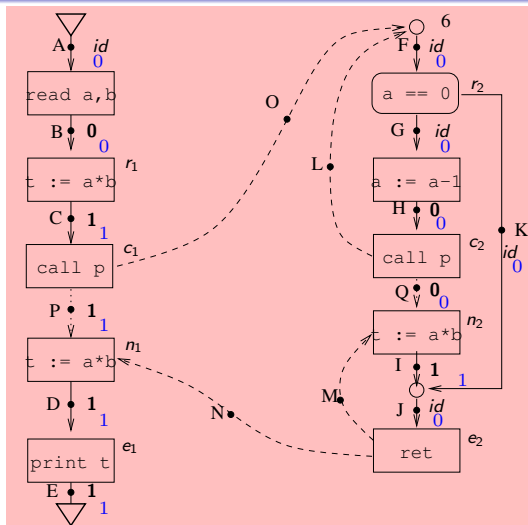 A id
0
read a,b
B 0
0
r1
t := a*b
C 1
1
c1
call p
P 1
1
n1
t := a*b
D 1
1
e1
print t
E 1
1
O
L
N
M
6
F id
0
r2
a == 0
G id
0
a := a-1
H 0
0
c2
call p
Q 0
0
n2
t := a*b
I 1
1
J id
0
e2
ret
K
id
0